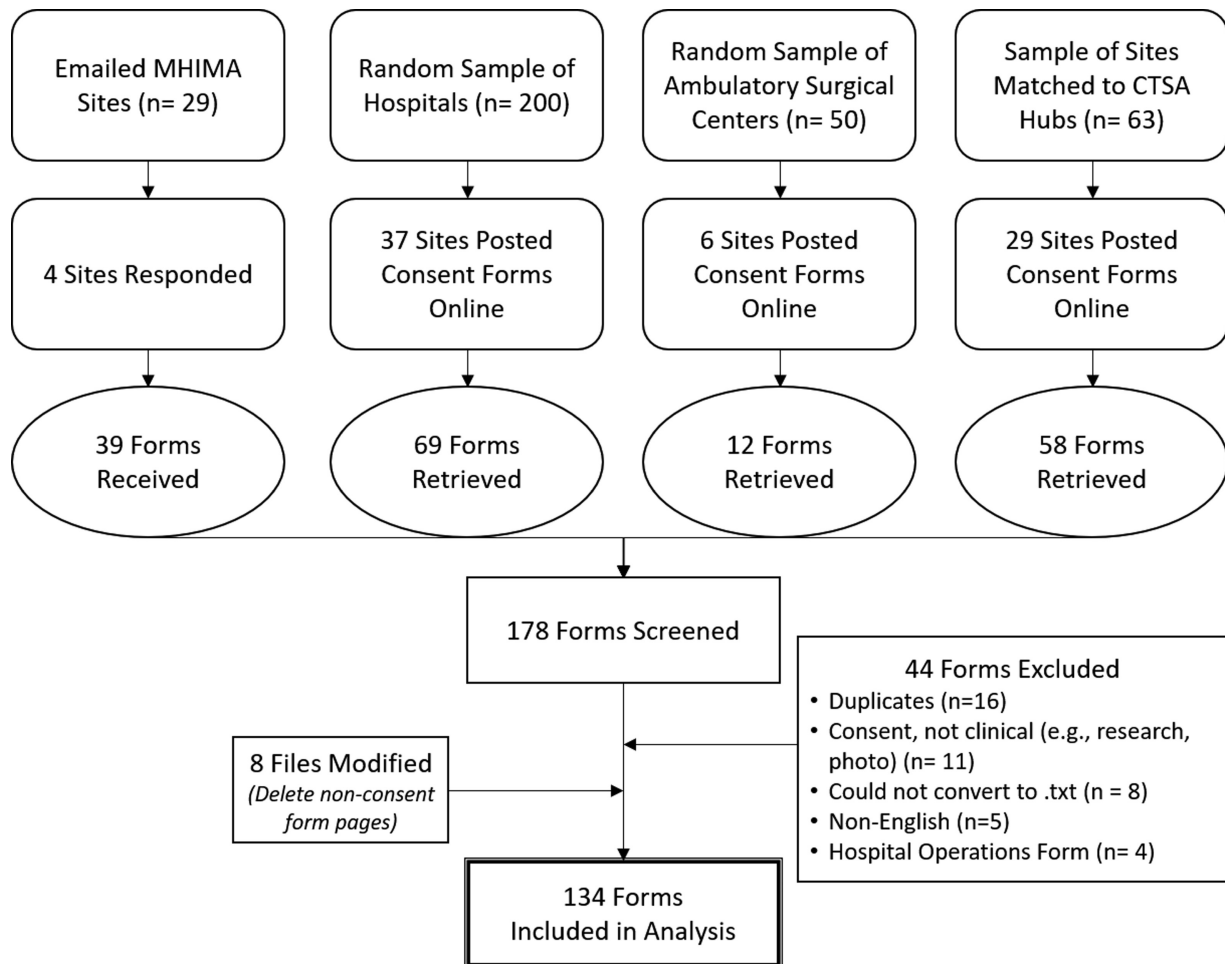 Emailed MHIMA
Sites (n= 29)
Random Sample of
Hospitals (n= 200)
Random Sample of
Ambulatory Surgical
Centers (n= 50)
Sample of Sites
Matched to CTSA
Hubs (n= 63)
4 Sites Responded
37 Sites Posted
Consent Forms
Online
6 Sites Posted
Consent Forms
Online
29 Sites Posted
Consent Forms
Online
39 Forms
Received
69 Forms
Retrieved
12 Forms
Retrieved
58 Forms
Retrieved
178 Forms Screened
44 Forms Excluded
• Duplicates (n=16)
• Consent, not clinical (e.g., research,
photo) (n= 11)
• Could not convert to .txt (n = 8)
• Non-English (n=5)
• Hospital Operations Form (n= 4)
8 Files Modified
(Delete non-consent
form pages)
134 Forms
Included in Analysis